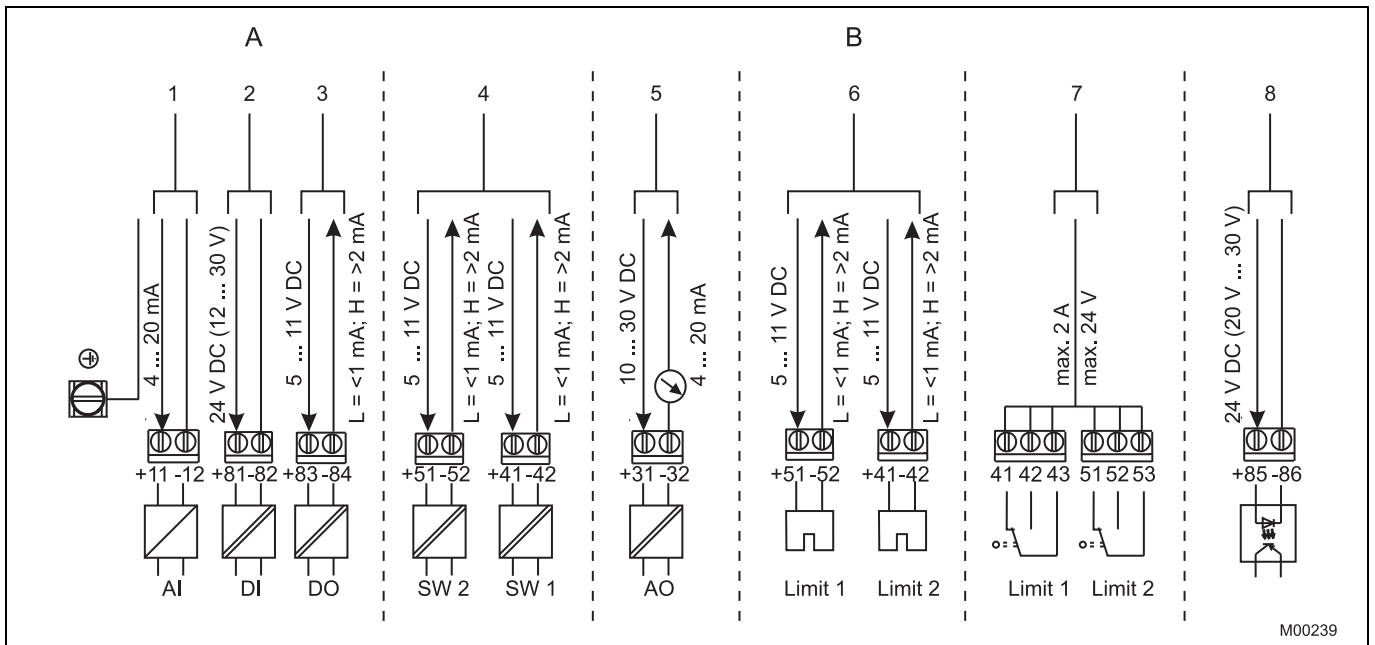 A B
1 2 3 4 5 6 7 8
4 ... 20 mA
24 V DC (12 ... 30 V)
5 ... 11 V DC
L = <1 mA; H = >2 mA
5 ... 11 V DC
L = <1 mA; H = >2 mA
5 ... 11 V DC
L = <1 mA; H = >2 mA
10 ... 30 V DC
4 ... 20 mA
5 ... 11 V DC
L = <1 mA; H = >2 mA
5 ... 11 V DC
L = <1 mA; H = >2 mA
max. 2 A
max. 24 V
24 V DC (20 V ... 30 V)
+11 -12 +81-82 +83 -84 +51-52 +41-42 +31 -32 +51-52 +41-42 41 42 43 51 52 53 +85 -86
AI DI DO SW 2 SW 1 AO Limit 1 Limit 2 Limit 1 Limit 2
M00239